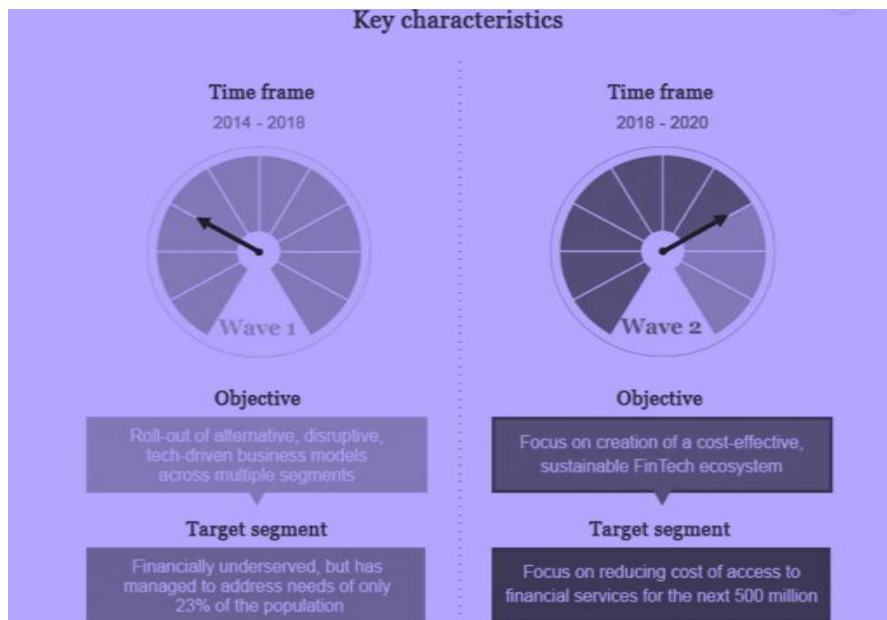 Key characteristics
Time frame
2014 - 2018
Wave 1
Objective
Roll-out of alternative, disruptive,
tech-driven business models
across multiple segments
Target segment
Financially underserved, but has
managed to address needs of only
23% of the population
Time frame
2018 - 2020
Wave 2
Objective
Focus on creation of a cost-effective,
sustainable FinTech ecosystem
Target segment
Focus on reducing cost of access to
financial services for the next 500 million